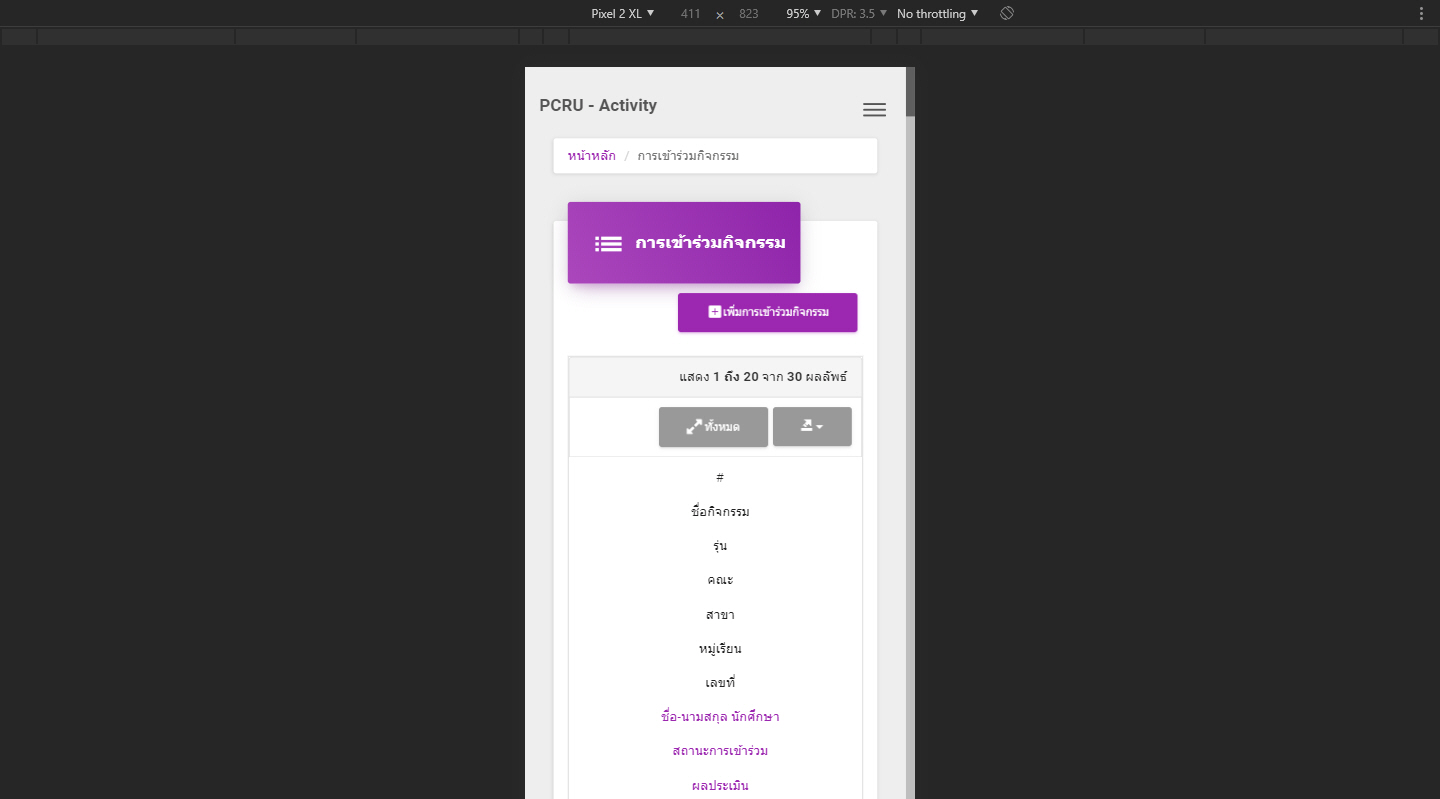 Pixel 2 XL ▼ 411 × 823 95% ▼ DPR: 3.5 ▼ No throttling ▼
PCRU - Activity
หน้าหลัก / การเข้าร่วมกิจกรรม
การเข้าร่วมกิจกรรม
เพิ่มการเข้าร่วมกิจกรรม
แสดง 1 ถึง 20 จาก 30 ผลลัพธ์
ทั้งหมด
#
ชื่อกิจกรรม
รุ่น
คณะ
สาขา
หมู่เรียน
เลขที่
ชื่อ-นามสกุล นักศึกษา
สถานะการเข้าร่วม
ผลประเมิน